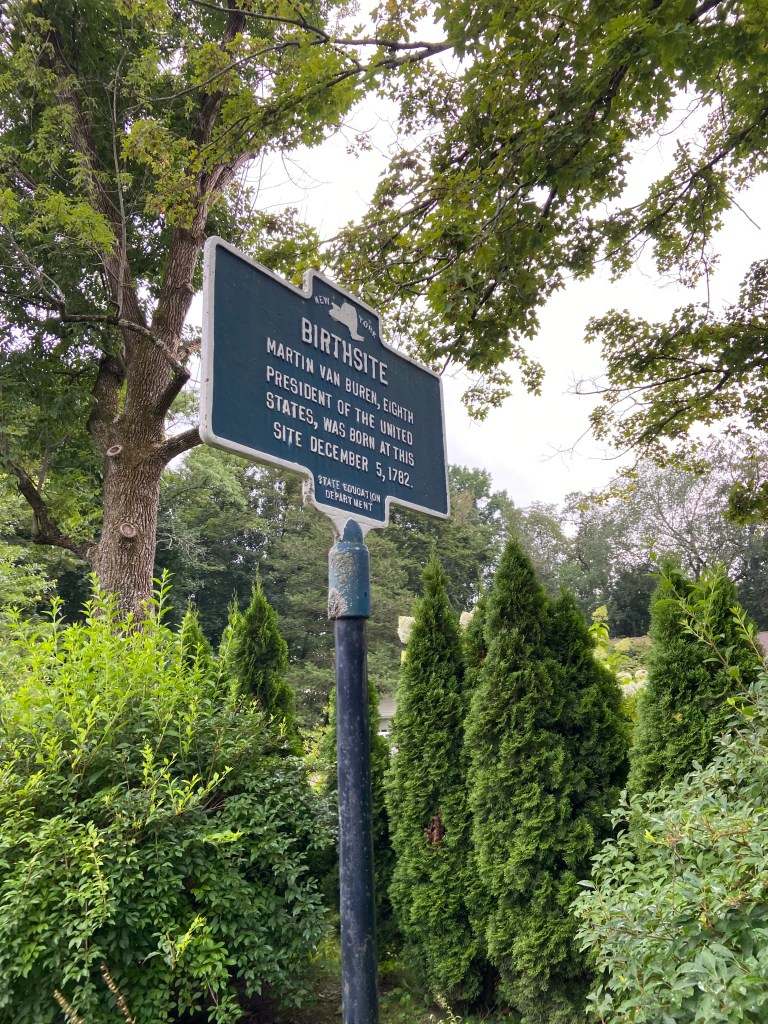 NEW YORK
BIRTHSITE
MARTIN VAN BUREN, EIGHTH
PRESIDENT OF THE UNITED
STATES, WAS BORN AT THIS
SITE DECEMBER 5, 1782.
STATE EDUCATION
DEPARTMENT